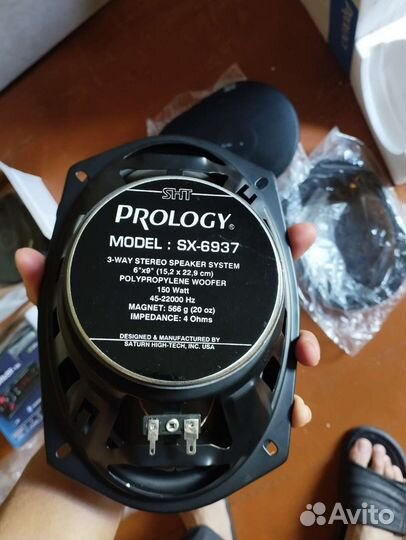 SHT
PROLOGY®
MODEL : SX-6937
3-WAY STEREO SPEAKER SYSTEM
6"x9" (15,2 x 22,9 cm)
POLYPROPYLENE WOOFER
150 Watt
45-22000 Hz
MAGNET: 566 g (20 oz)
IMPEDANCE: 4 Ohms
DESIGNED & MANUFACTURED BY
SATURN HIGH-TECH, INC. USA
Avito